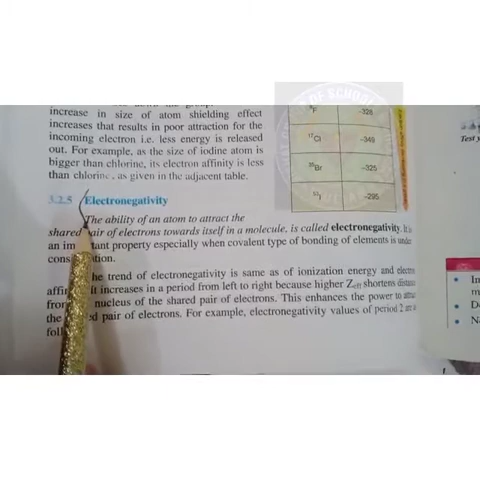 increase in size of atom shielding effect
increases that results in poor attraction for the
incoming electron i.e. less energy is released
out. For example, as the size of iodine atom is
bigger than chlorine, its electron affinity is less
than chlorine, as given in the adjacent table.
F -328
17Cl -349
35Br -325
53I -295
3.2.5 Electronegativity
The ability of an atom to attract the
shared pair of electrons towards itself in a molecule, is called electronegativity. It is
an important property especially when covalent type of bonding of elements is under
cons tion.
he trend of electronegativity is same as of ionization energy and electron
affin It increases in a period from left to right because higher Zeff shortens distance
from nucleus of the shared pair of electrons. This enhances the power to attract
the ed pair of electrons. For example, electronegativity values of period 2 are
foll
Test
In
m
D
N